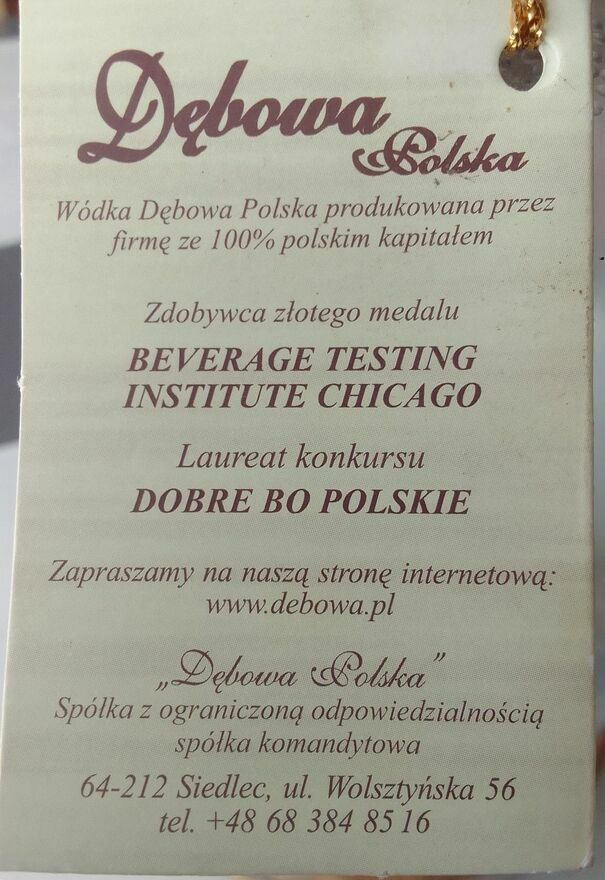 Dębowa
Polska
Wódka Dębowa Polska produkowana przez
firmę ze 100% polskim kapitałem
Zdobywca złotego medalu
BEVERAGE TESTING
INSTITUTE CHICAGO
Laureat konkursu
DOBRE BO POLSKIE
Zapraszamy na naszą stronę internetową:
www.debowa.pl
„Dębowa Polska”
Spółka z ograniczoną odpowiedzialnością
spółka komandytowa
64-212 Siedlec, ul. Wolsztyńska 56
tel. +48 68 384 85 16